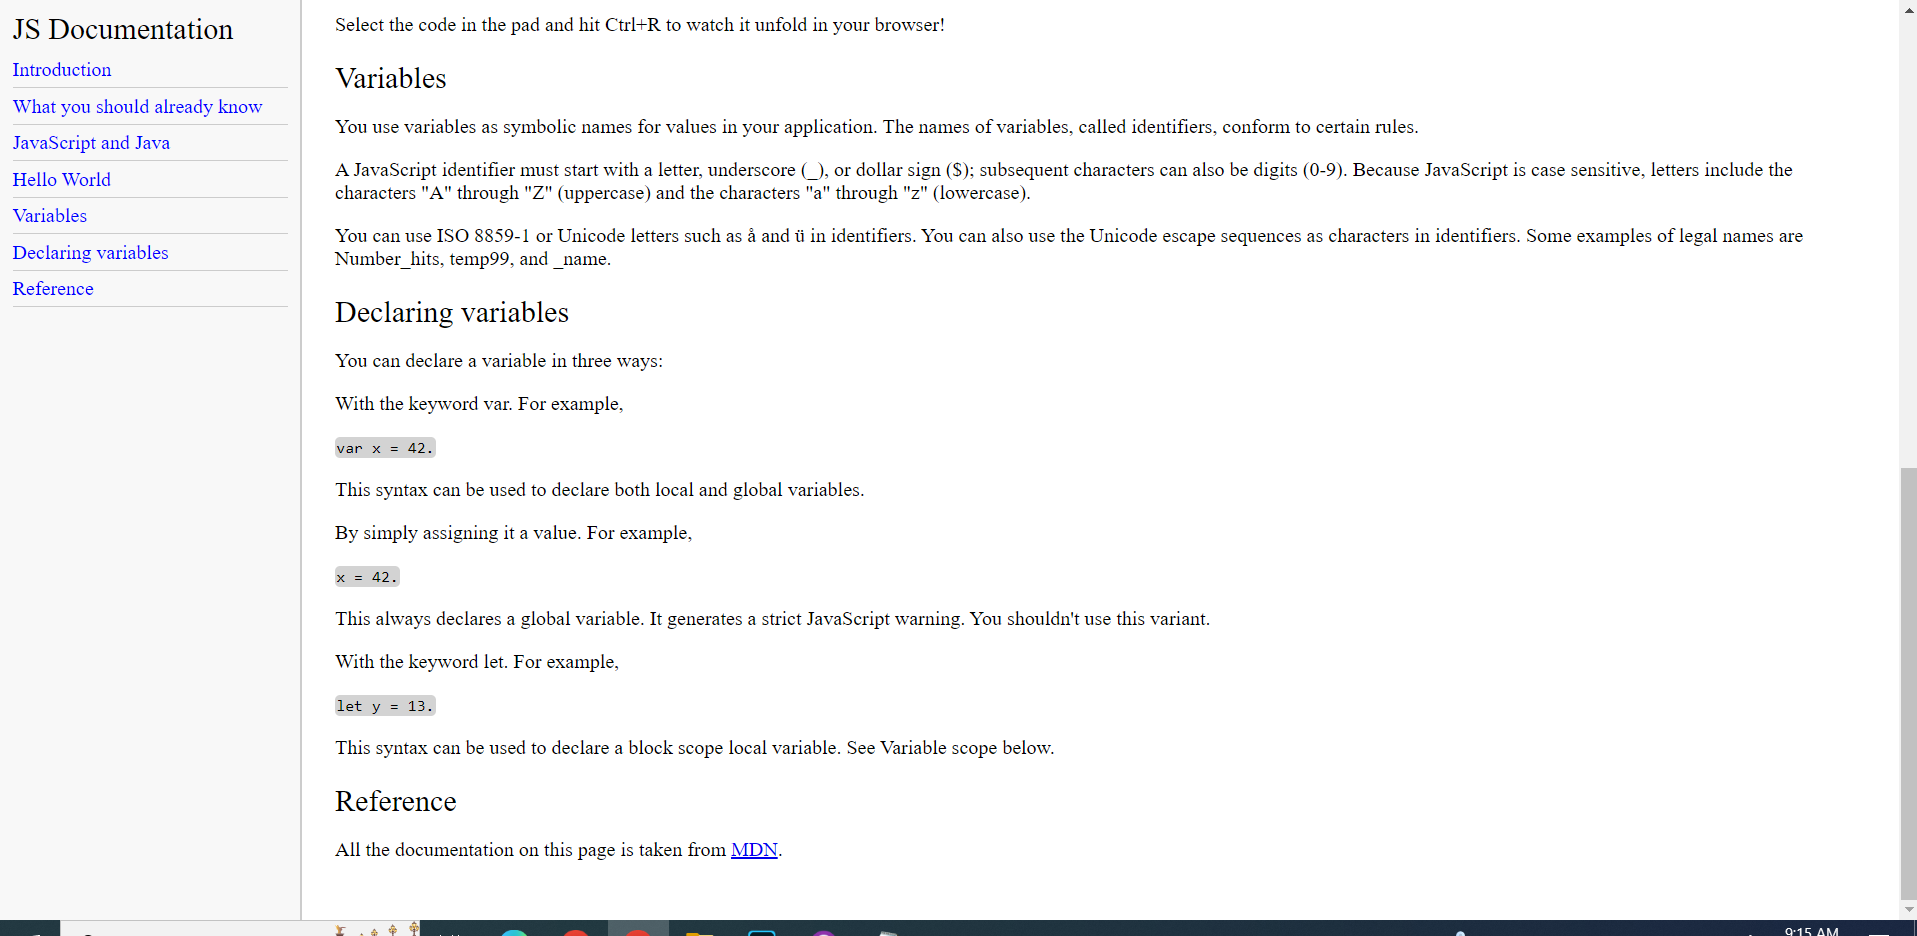 JS Documentation
Introduction
What you should already know
JavaScript and Java
Hello World
Variables
Declaring variables
Reference
Select the code in the pad and hit Ctrl+R to watch it unfold in your browser!
Variables
You use variables as symbolic names for values in your application. The names of variables, called identifiers, conform to certain rules.
A JavaScript identifier must start with a letter, underscore (_), or dollar sign ($); subsequent characters can also be digits (0-9). Because JavaScript is case sensitive, letters include the
characters "A" through "Z" (uppercase) and the characters "a" through "z" (lowercase).
You can use ISO 8859-1 or Unicode letters such as å and ü in identifiers. You can also use the Unicode escape sequences as characters in identifiers. Some examples of legal names are
Number_hits, temp99, and _name.
Declaring variables
You can declare a variable in three ways:
With the keyword var. For example,
var x = 42.
This syntax can be used to declare both local and global variables.
By simply assigning it a value. For example,
x = 42.
This always declares a global variable. It generates a strict JavaScript warning. You shouldn't use this variant.
With the keyword let. For example,
let y = 13.
This syntax can be used to declare a block scope local variable. See Variable scope below.
Reference
All the documentation on this page is taken from MDN.
9:15 AM